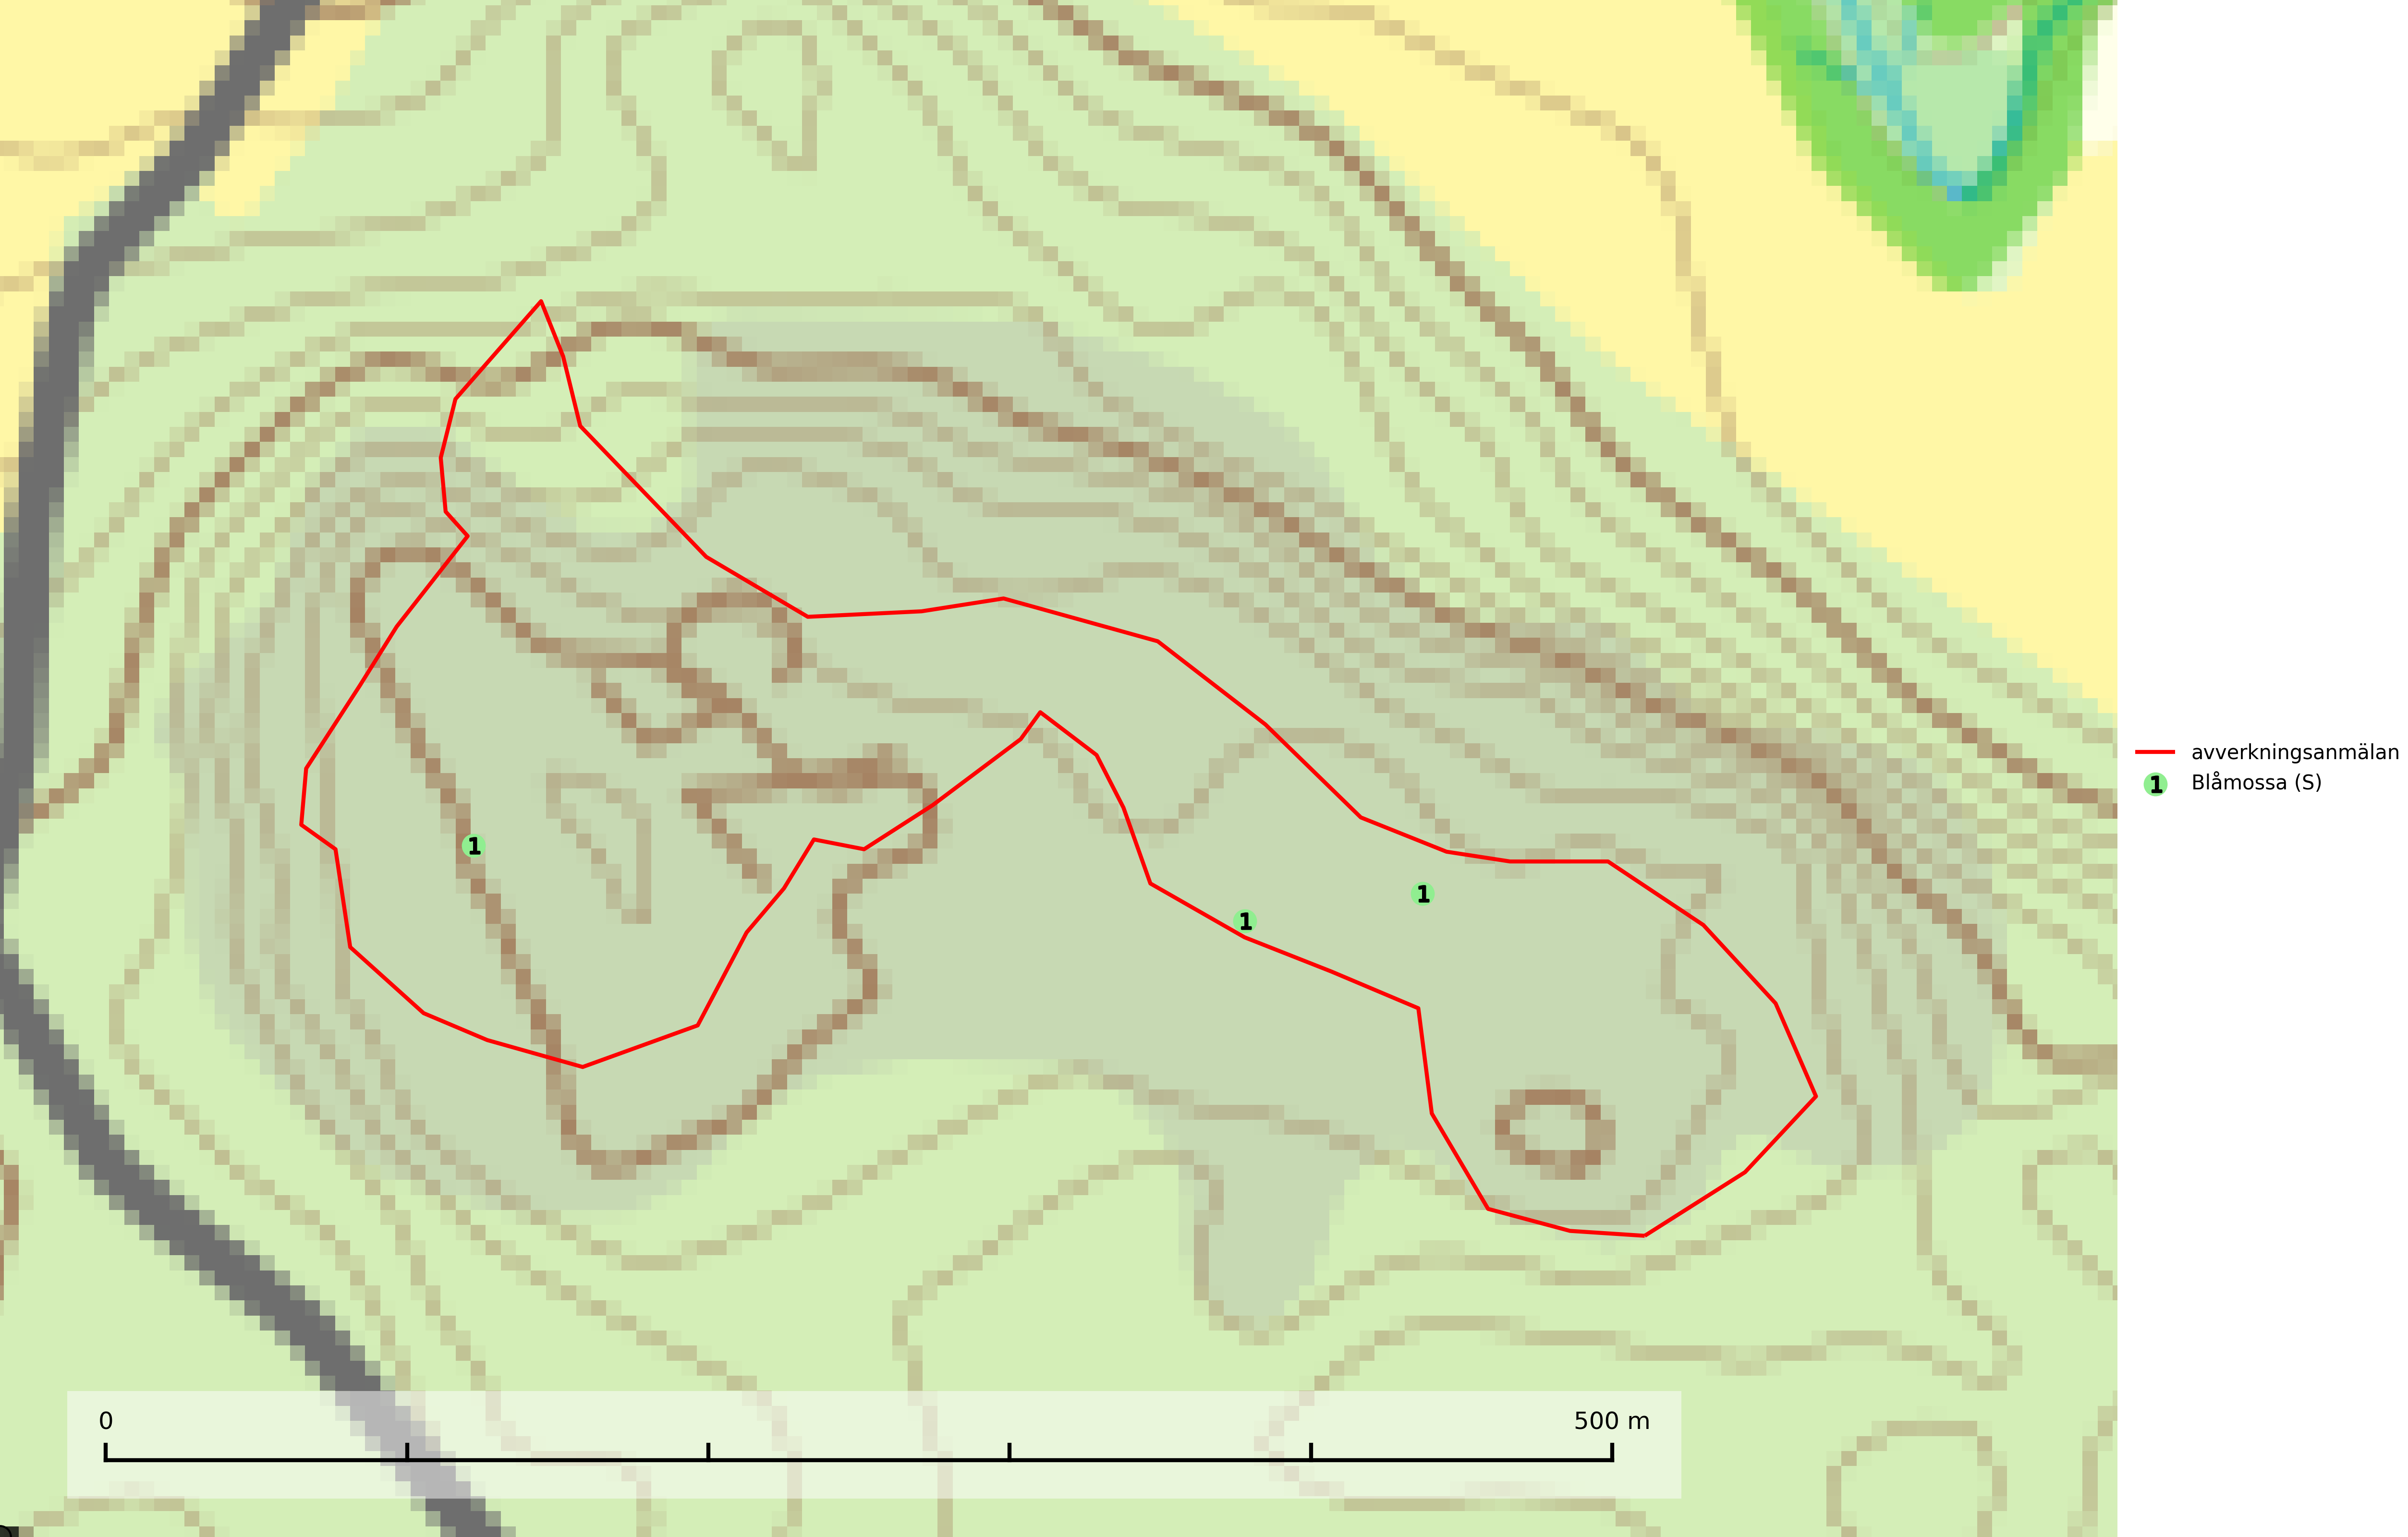 avverkningsanmälan
1 Blåmossa (S)
1
1
1
0 500 m